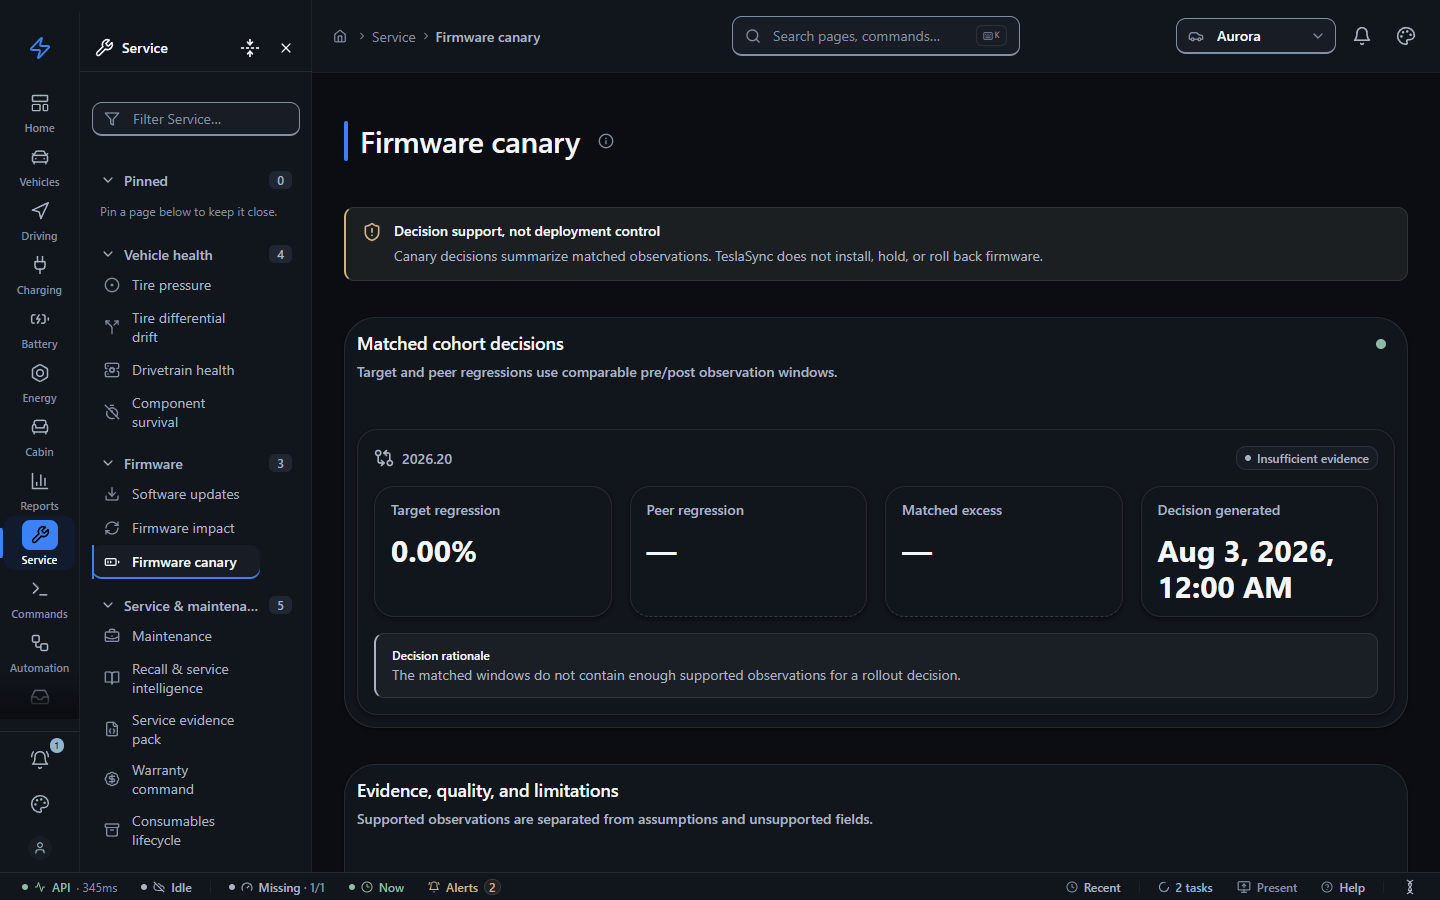 Service
Service
Firmware canary
Search pages, commands...
K
Aurora
Home
Vehicles
Driving
Charging
Battery
Energy
Cabin
Reports
Service
Commands
Automation
1
Filter Service...
Pinned
0
Pin a page below to keep it close.
Vehicle health
4
Tire pressure
Tire differential
drift
Drivetrain health
Component
survival
Firmware
3
Software updates
Firmware impact
Firmware canary
Service & maintena...
5
Maintenance
Recall & service
intelligence
Service evidence
pack
Warranty
command
Consumables
lifecycle
Firmware canary
Decision support, not deployment control
Canary decisions summarize matched observations. TeslaSync does not install, hold, or roll back firmware.
Matched cohort decisions
Target and peer regressions use comparable pre/post observation windows.
2026.20
Insufficient evidence
Target regression
0.00%
Peer regression
—
Matched excess
—
Decision generated
Aug 3, 2026,
12:00 AM
Decision rationale
The matched windows do not contain enough supported observations for a rollout decision.
Evidence, quality, and limitations
Supported observations are separated from assumptions and unsupported fields.
API · 345ms
Idle
Missing · 1/1
Now
Alerts 2
Recent
2 tasks
Present
Help